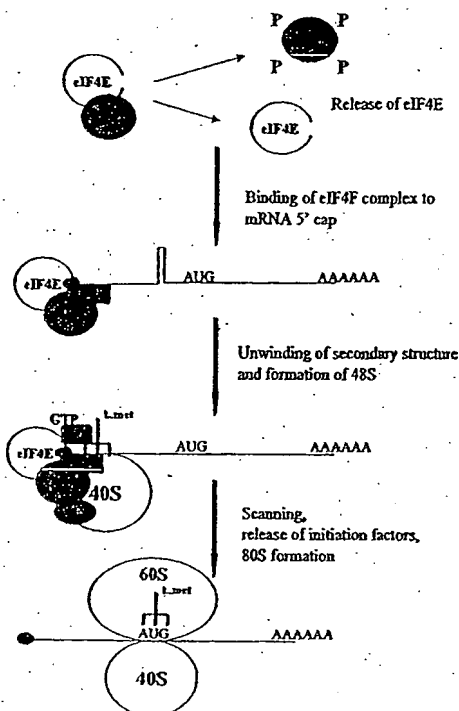 P P
eIF4E
P P
Release of eIF4E
eIF4E
Binding of eIF4F complex to
mRNA 5' cap
eIF4E
AUG
AAAAAA
Unwinding of secondary structure
and formation of 48S
t.met
GTP
eIF4E
AUG
AAAAAA
40S
Scanning,
release of initiation factors,
80S formation
60S
t.met
AUG
AAAAAA
40S